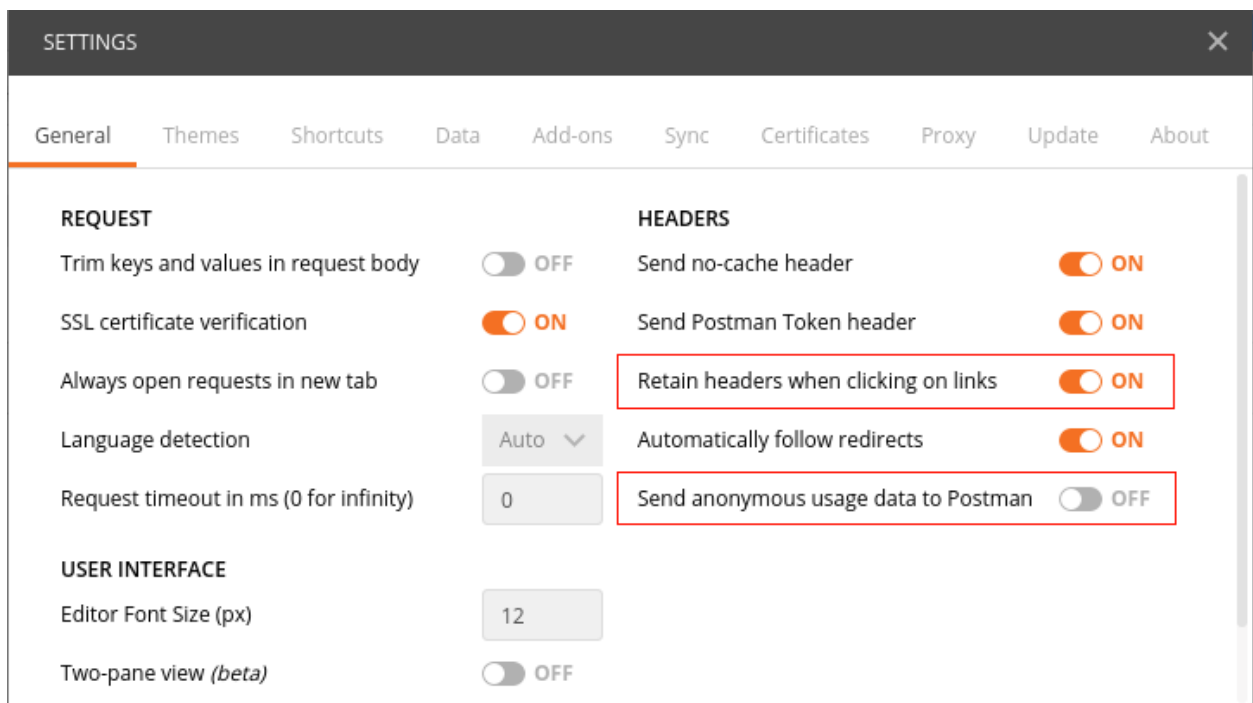 SETTINGS
General Themes Shortcuts Data Add-ons Sync Certificates Proxy Update About
REQUEST
Trim keys and values in request body OFF
SSL certificate verification ON
Always open requests in new tab OFF
Language detection Auto
Request timeout in ms (0 for infinity) 0
USER INTERFACE
Editor Font Size (px) 12
Two-pane view (beta) OFF
HEADERS
Send no-cache header ON
Send Postman Token header ON
Retain headers when clicking on links ON
Automatically follow redirects ON
Send anonymous usage data to Postman OFF